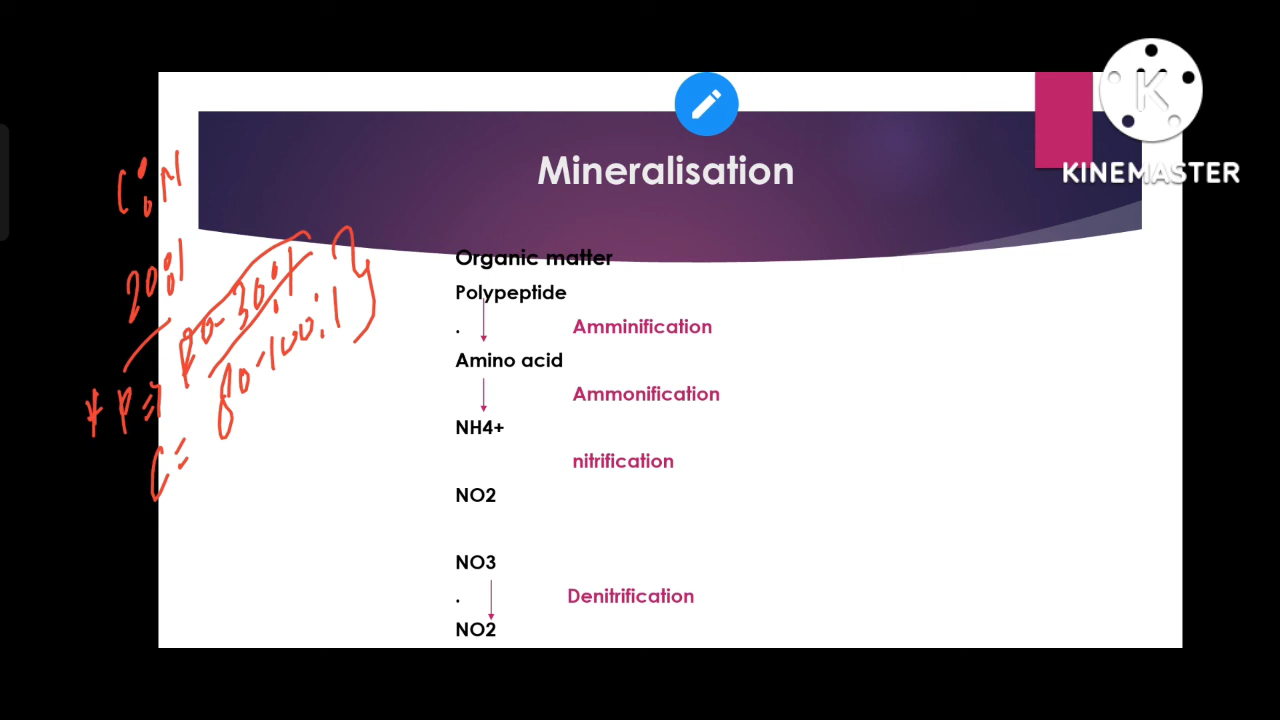 K
KINEMASTER
Mineralisation
C:N
20:1
20-30:1
* P =>
80-100:1
C =
Organic matter
Polypeptide
. Amminification
Amino acid
Ammonification
NH4+
nitrification
NO2
NO3
. Denitrification
NO2